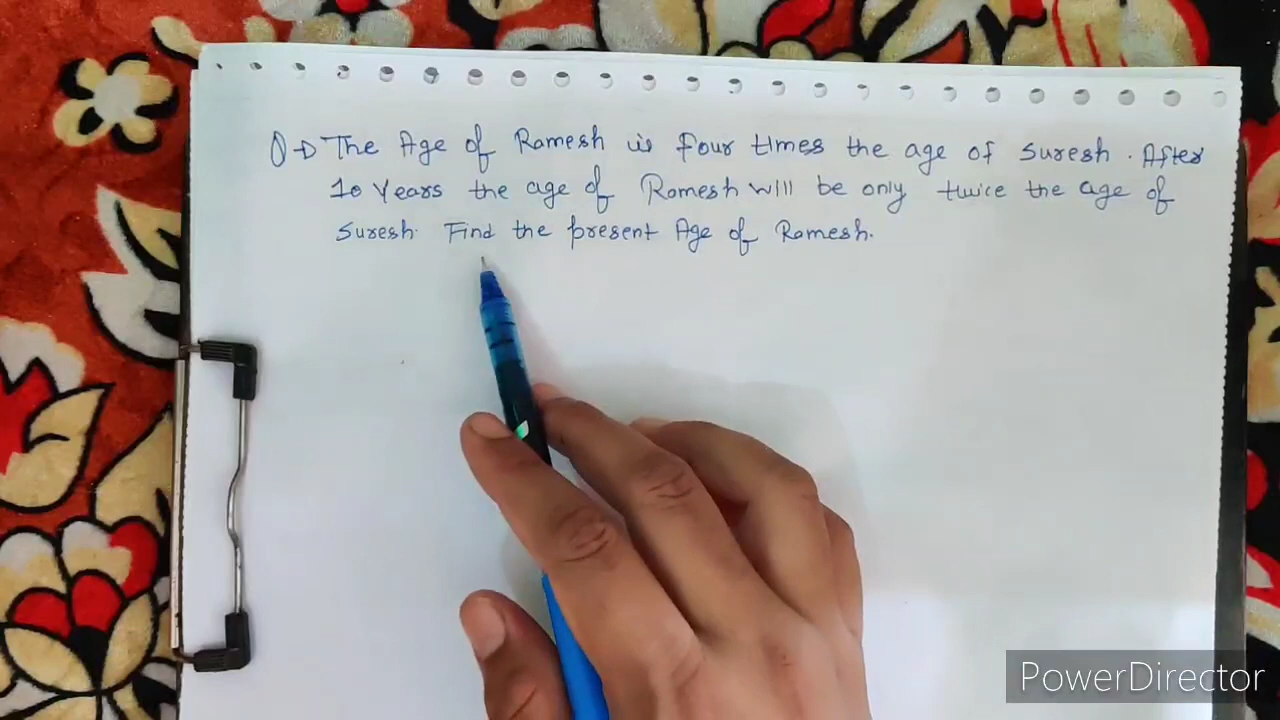 Q→ The Age of Ramesh is four times the age of Suresh. After
10 Years the age of Ramesh will be only twice the age of
Suresh. Find the present Age of Ramesh.
PowerDirector